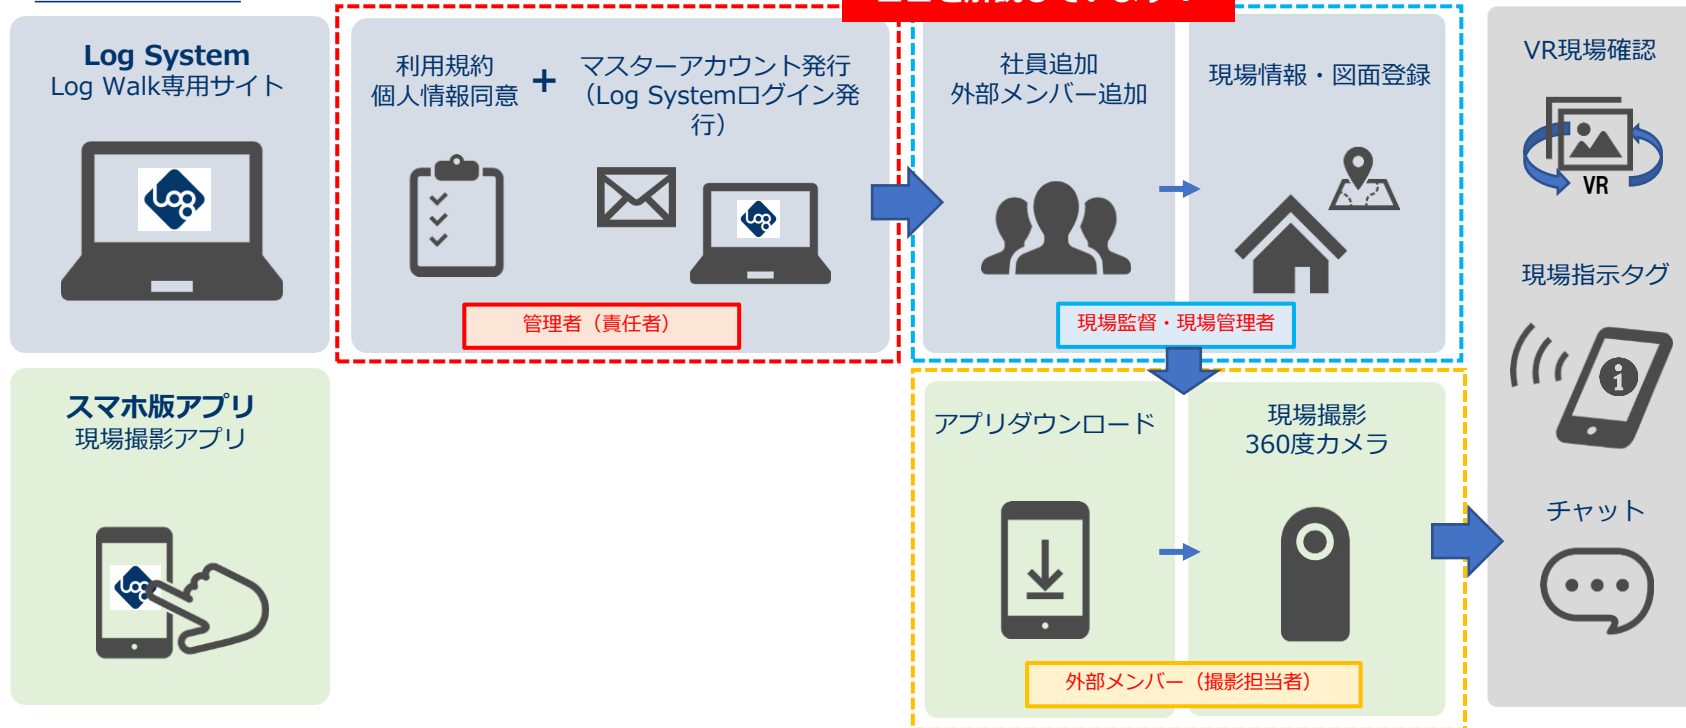 Log System
Log Walk専用サイト
利用規約
個人情報同意
+
マスターアカウント発行
（Log Systemログイン発
行）
管理者（責任者）
社員追加
外部メンバー追加
現場情報・図面登録
現場監督・現場管理者
VR現場確認
VR
現場指示タグ
チャット
スマホ版アプリ
現場撮影アプリ
アプリダウンロード
現場撮影
360度カメラ
外部メンバー（撮影担当者）
Log
Log
Log